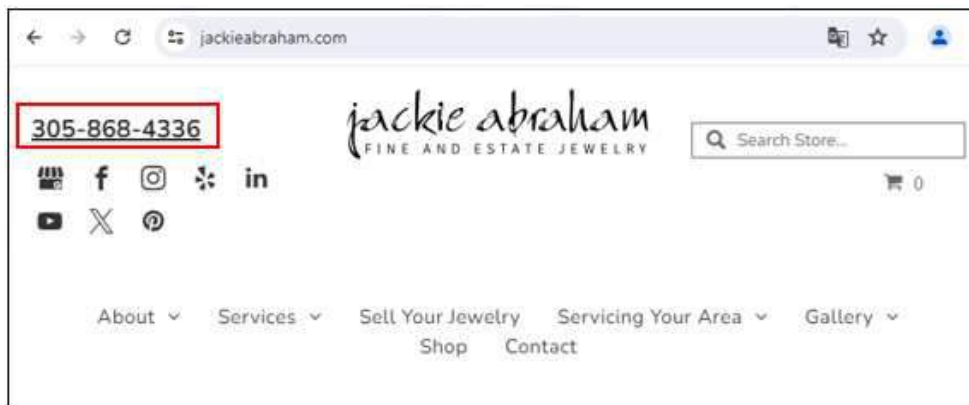 jackieabraham.com
305-868-4336
jackie abraham
FINE AND ESTATE JEWELRY
Search Store...
0
in
About Services Sell Your Jewelry Servicing Your Area Gallery
Shop Contact